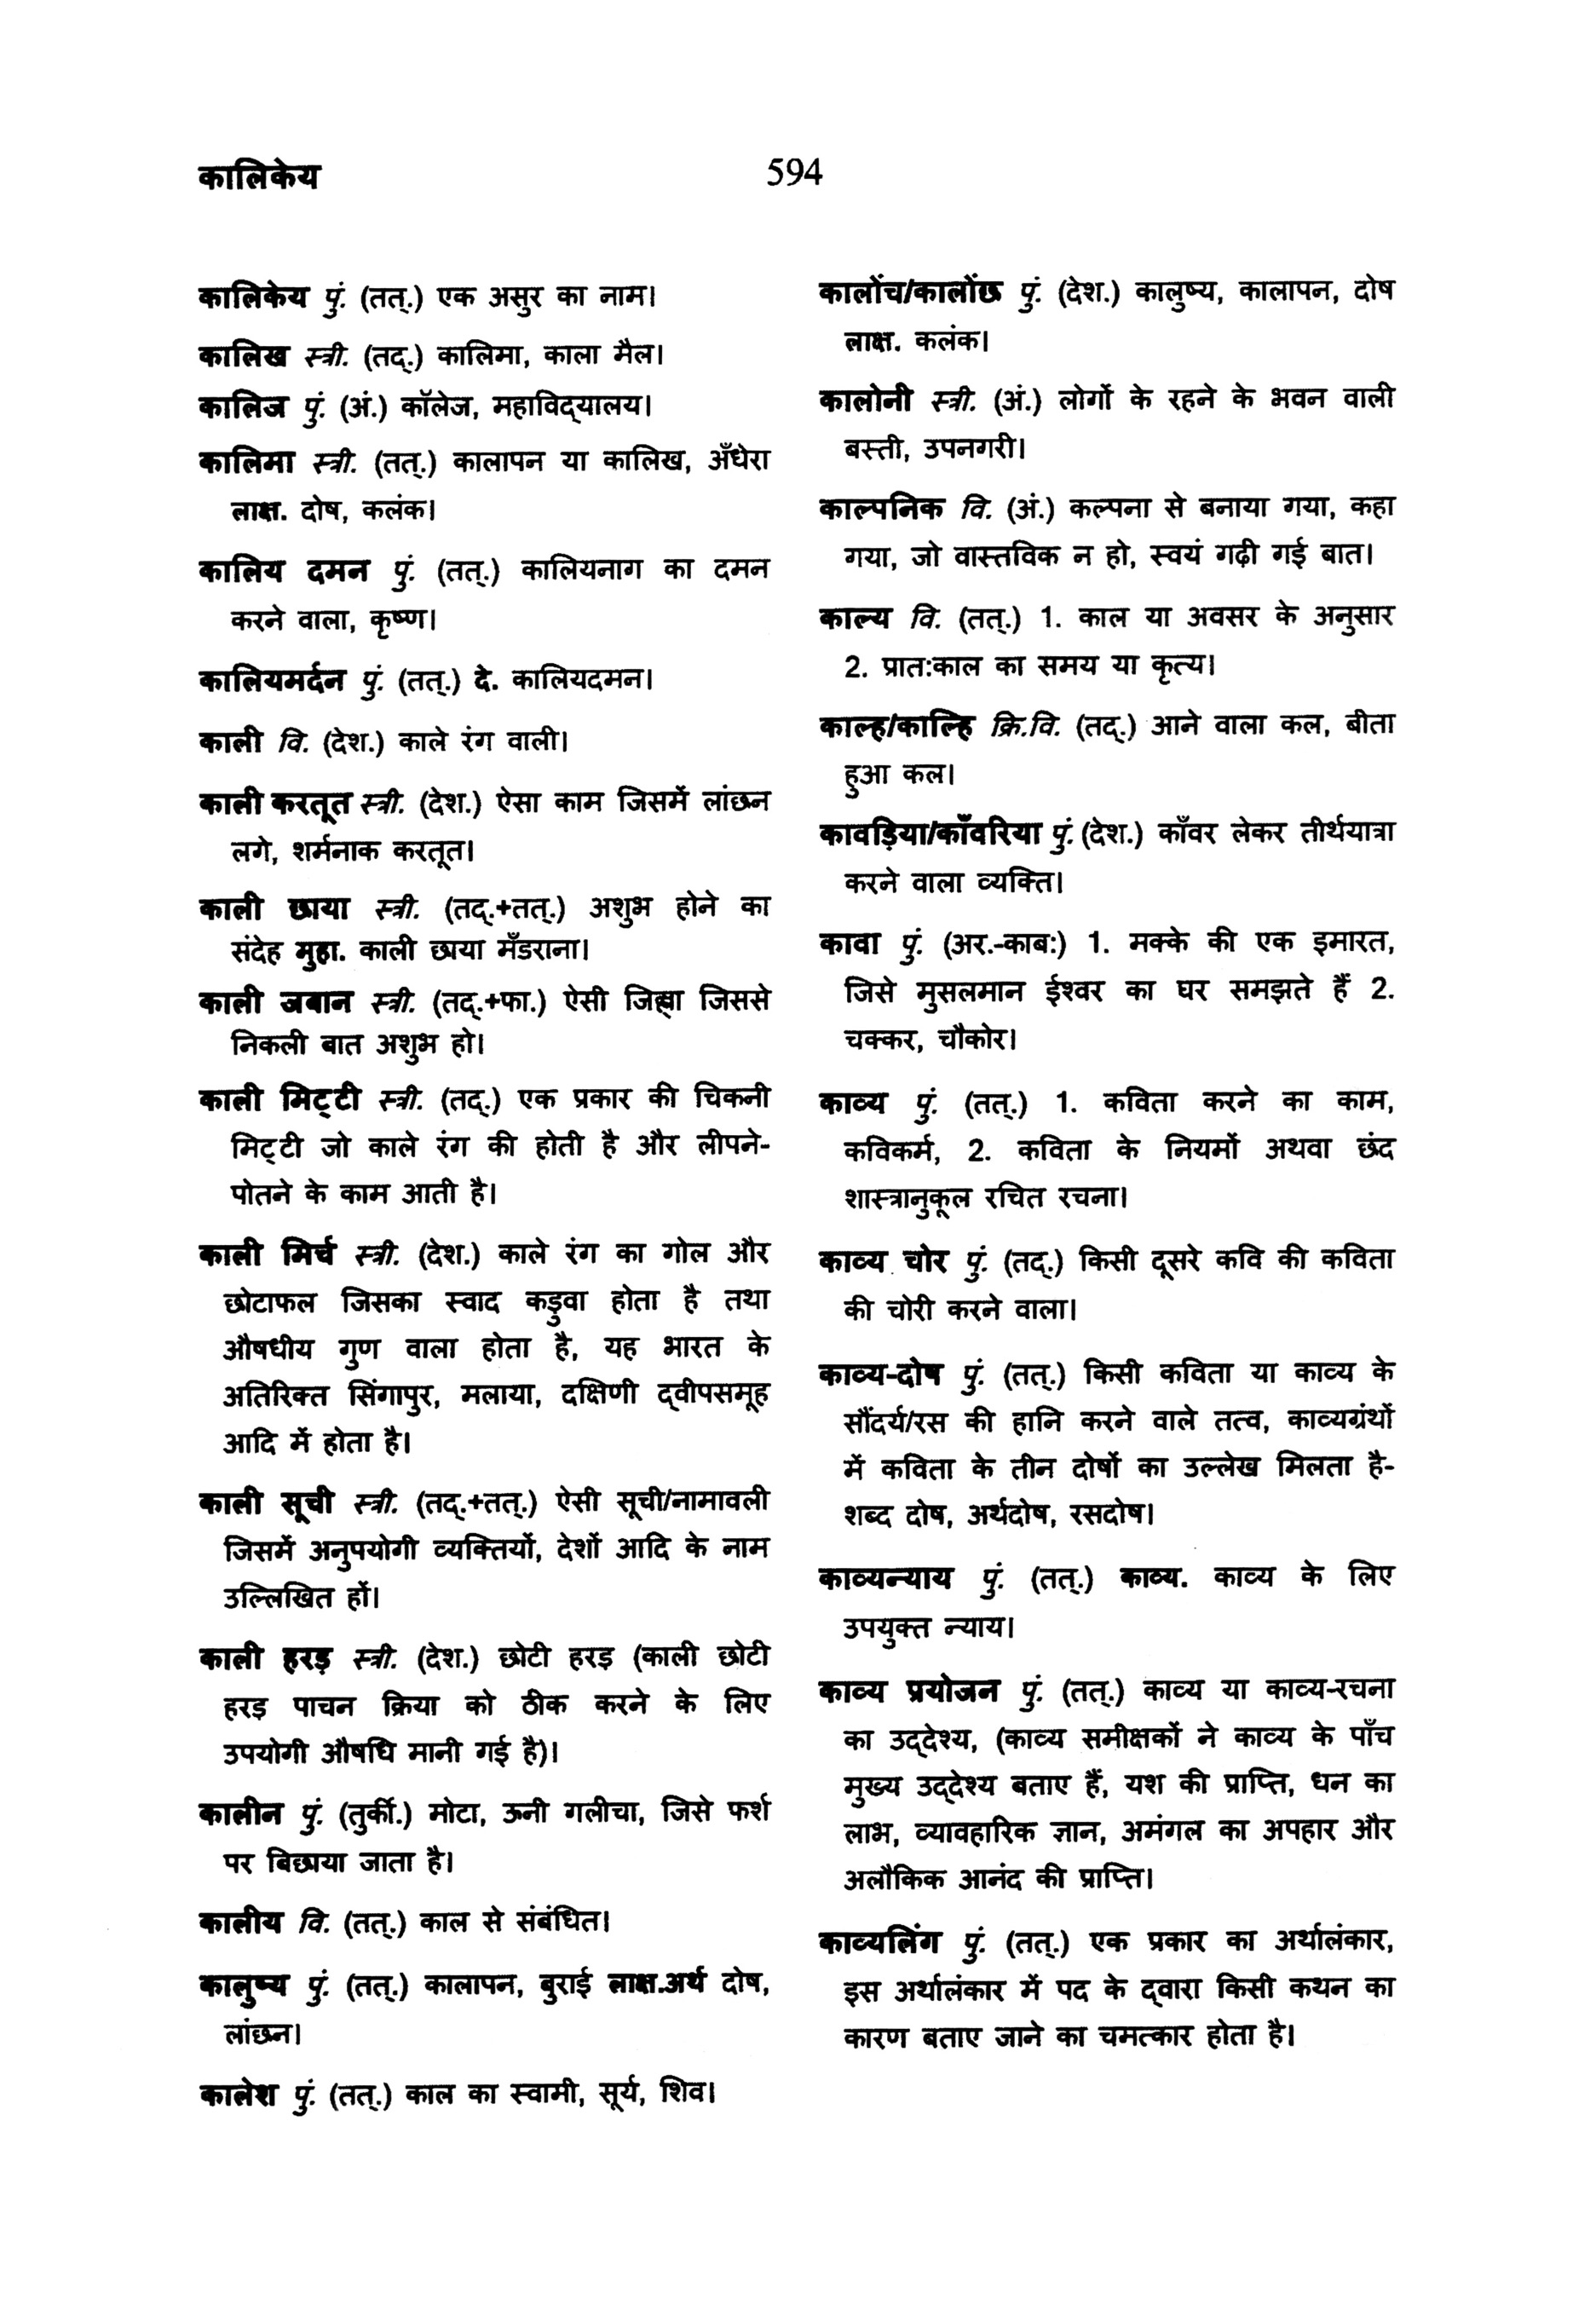 कालिकेय
594
कालिकेय पुं. (तत्.) एक असुर का नाम।
कालिख स्त्री. (तद्.) कालिमा, काला मैल।
कालिज पुं. (अं.) कॉलेज, महाविद्यालय।
कालिमा स्त्री. (तत्.) कालापन या कालिख, अँधेरा
लाक्ष. दोष, कलंक।
कालिय दमन पुं. (तत्.) कालियनाग का दमन
करने वाला, कृष्ण।
कालियमर्दन पुं. (तत्.) दे. कालियदमन।
काली वि. (देश.) काले रंग वाली।
काली करतूत स्त्री. (देश.) ऐसा काम जिसमें लांछन
लगे, शर्मनाक करतूत।
काली छाया स्त्री. (तद्.+तत्.) अशुभ होने का
संदेह मुहा. काली छाया मँडराना।
काली जबान स्त्री. (तद्.+फा.) ऐसी जिह्वा जिससे
निकली बात अशुभ हो।
काली मिट्टी स्त्री. (तद्.) एक प्रकार की चिकनी
मिट्टी जो काले रंग की होती है और लीपने-
पोतने के काम आती है।
काली मिर्च स्त्री. (देश.) काले रंग का गोल और
छोटाफल जिसका स्वाद कड़ुवा होता है तथा
औषधीय गुण वाला होता है, यह भारत के
अतिरिक्त सिंगापुर, मलाया, दक्षिणी द्वीपसमूह
आदि में होता है।
काली सूची स्त्री. (तद्.+तत्.) ऐसी सूची/नामावली
जिसमें अनुपयोगी व्यक्तियों, देशों आदि के नाम
उल्लिखित हों।
काली हरड़ स्त्री. (देश.) छोटी हरड़ (काली छोटी
हरड़ पाचन क्रिया को ठीक करने के लिए
उपयोगी औषधि मानी गई है)।
कालीन पुं. (तुर्की.) मोटा, ऊनी गलीचा, जिसे फर्श
पर बिछाया जाता है।
कालीय वि. (तत्.) काल से संबंधित।
कालुष्य पुं. (तत्.) कालापन, बुराई लाक्ष.अर्थ दोष,
लांछन।
कालेश पुं. (तत्.) काल का स्वामी, सूर्य, शिव।
कालोंच/कालोंछ पुं. (देश.) कालुष्य, कालापन, दोष
लाक्ष. कलंक।
कालोनी स्त्री. (अं.) लोगों के रहने के भवन वाली
बस्ती, उपनगरी।
काल्पनिक वि. (अं.) कल्पना से बनाया गया, कहा
गया, जो वास्तविक न हो, स्वयं गढ़ी गई बात।
काल्य वि. (तत्.) 1. काल या अवसर के अनुसार
2. प्रात:काल का समय या कृत्य।
काल्ह/काल्हि क्रि.वि. (तद्.) आने वाला कल, बीता
हुआ कल।
कावड़िया/काँवरिया पुं. (देश.) काँवर लेकर तीर्थयात्रा
करने वाला व्यक्ति।
कावा पुं. (अर.-काब:) 1. मक्के की एक इमारत,
जिसे मुसलमान ईश्वर का घर समझते हैं 2.
चक्कर, चौकोर।
काव्य पुं. (तत्.) 1. कविता करने का काम,
कविकर्म, 2. कविता के नियमों अथवा छंद
शास्त्रानुकूल रचित रचना।
काव्य चोर पुं. (तद्.) किसी दूसरे कवि की कविता
की चोरी करने वाला।
काव्य-दोष पुं. (तत्.) किसी कविता या काव्य के
सौंदर्य/रस की हानि करने वाले तत्व, काव्यग्रंथों
में कविता के तीन दोषों का उल्लेख मिलता है-
शब्द दोष, अर्थदोष, रसदोष।
काव्यन्याय पुं. (तत्.) काव्य. काव्य के लिए
उपयुक्त न्याय।
काव्य प्रयोजन पुं. (तत्.) काव्य या काव्य-रचना
का उद्देश्य, (काव्य समीक्षकों ने काव्य के पाँच
मुख्य उद्देश्य बताए हैं, यश की प्राप्ति, धन का
लाभ, व्यावहारिक ज्ञान, अमंगल का अपहार और
अलौकिक आनंद की प्राप्ति।
काव्यलिंग पुं. (तत्.) एक प्रकार का अर्थालंकार,
इस अर्थालंकार में पद के द्वारा किसी कथन का
कारण बताए जाने का चमत्कार होता है।